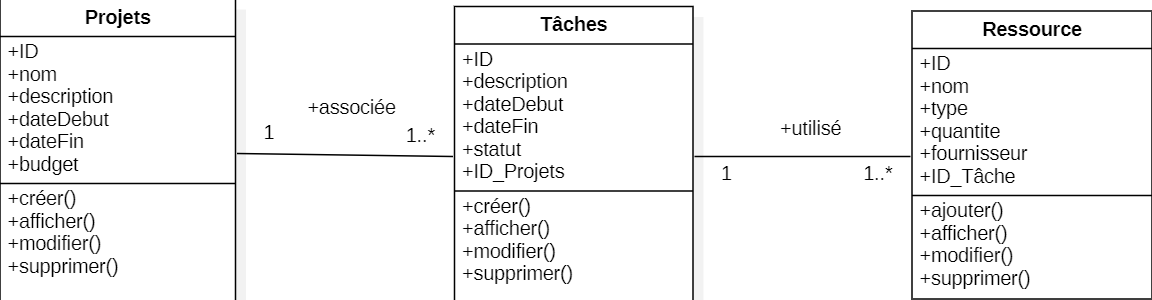 Projets
+ID
+nom
+description
+dateDebut
+dateFin
+budget
+créer()
+afficher()
+modifier()
+supprimer()
+associée
1
1..*
Tâches
+ID
+description
+dateDebut
+dateFin
+statut
+ID_Projets
+créer()
+afficher()
+modifier()
+supprimer()
+utilisé
1
1..*
Ressource
+ID
+nom
+type
+quantite
+fournisseur
+ID_Tâche
+ajouter()
+afficher()
+modifier()
+supprimer()